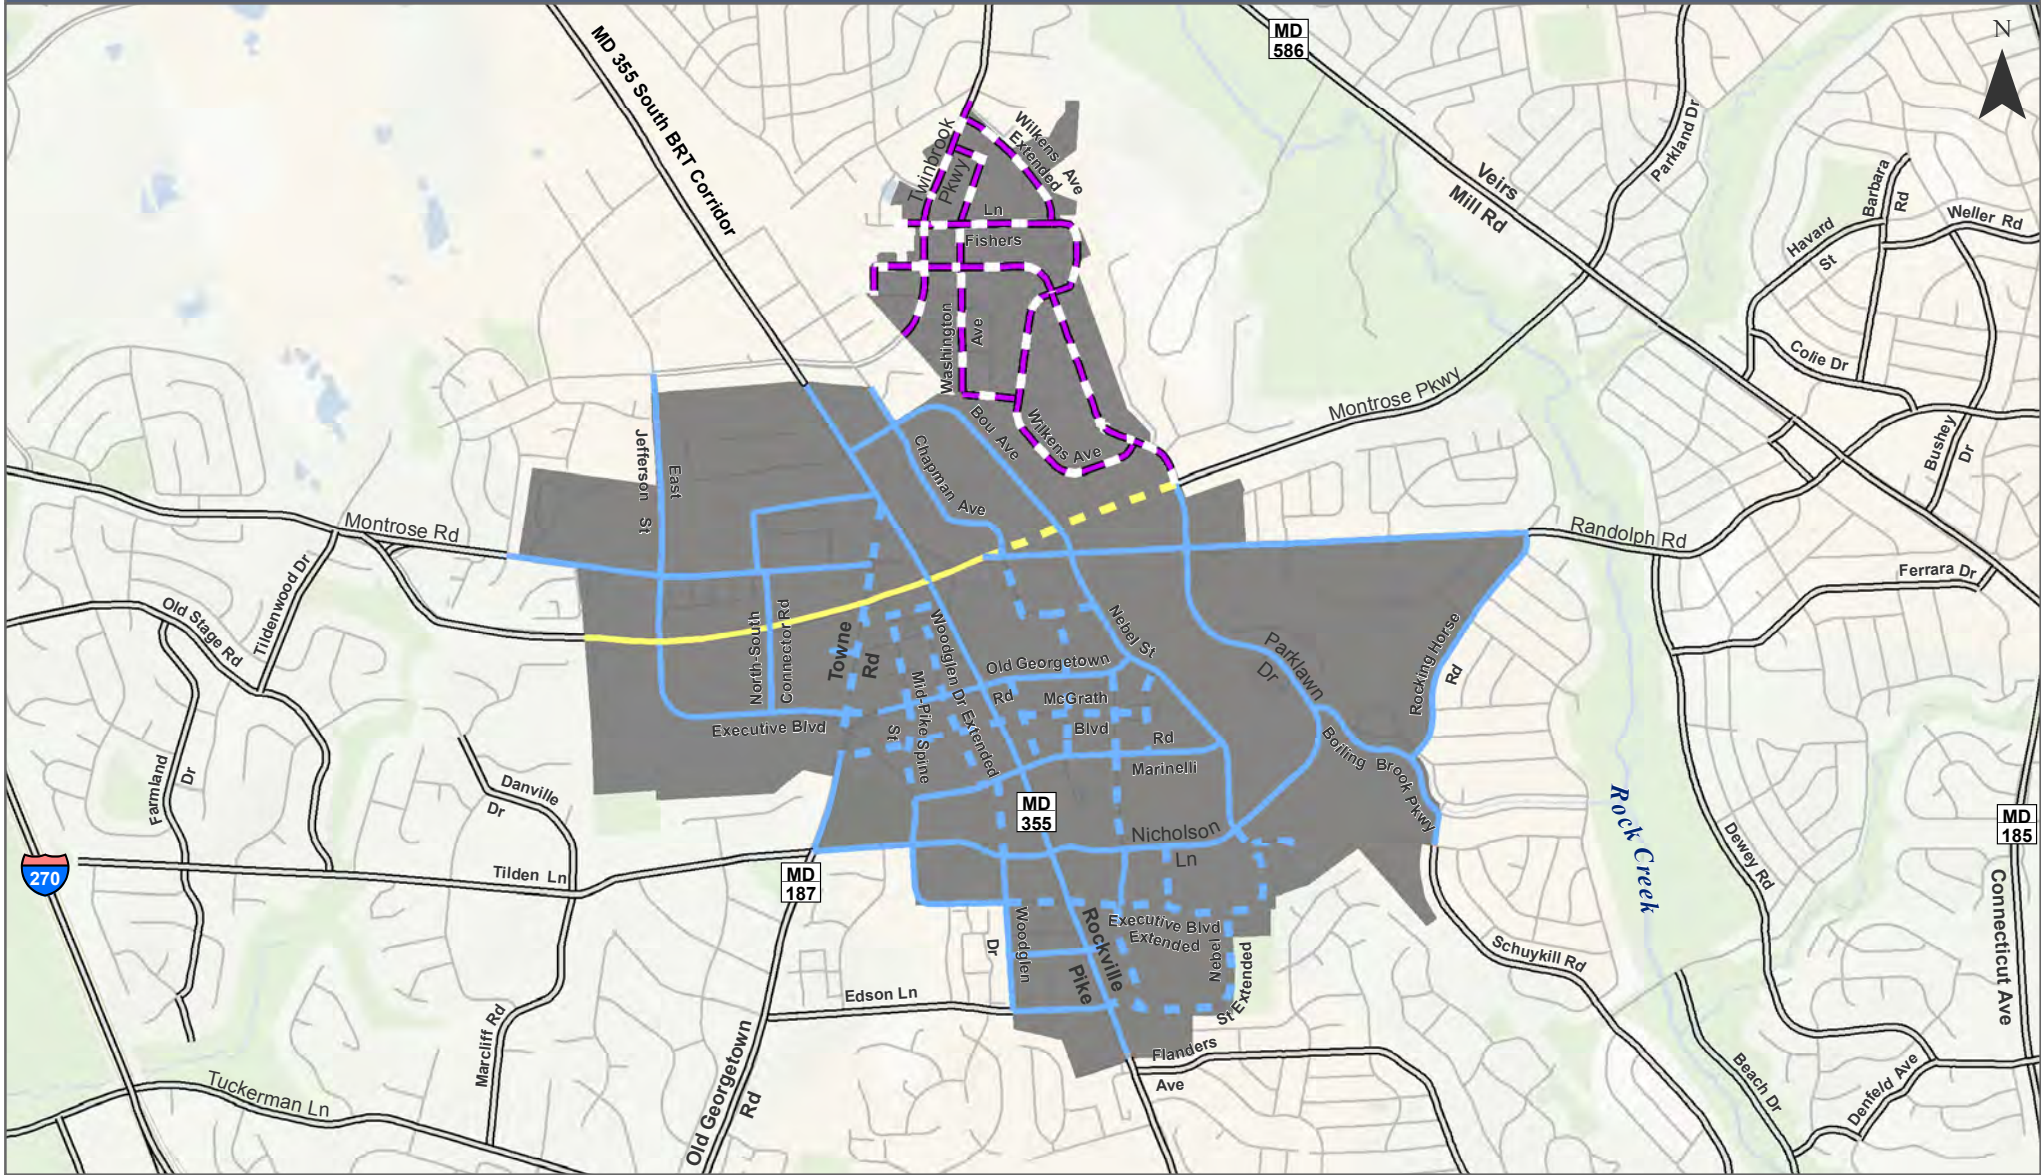 N
MD
586
MD 355 South BRT Corridor
Wilkens
Ave
Extended
Twinbrook
Pkwy
Ln
Fishers
Parkland Dr
Veirs
Mill Rd
Barbara
Rd
Weller Rd
Havard
St
Colie Dr
Washington
Ave
Montrose Pkwy
Bushey
Dr
Jefferson St
East
Chapman Ave
Bou Ave
Wilkens Ave
Montrose Rd
Randolph Rd
Ferrara Dr
Tildenwood Dr
Old Stage Rd
North-South
Connector Rd
Towne
Rd
Woodglen Dr Extended
Mid-Pike Spine
St
Nebel St
Old Georgetown
Rd
McGrath
Blvd
Parklawn
Dr
Rocking Horse
Rd
Executive Blvd
Rd
Marinelli
Boiling Brook Pkwy
Farmland
Dr
Danville
Dr
MD
355
Nicholson
Ln
Rock Creek
MD
185
Dewey Rd
270
Tilden Ln
MD
187
Connecticut Ave
Woodglen
Dr
Rockville
Pike
Executive Blvd
Extended
Nebel
St Extended
Schuykill Rd
Edson Ln
Marcliff Rd
Old Georgetown
Rd
Flanders
Ave
Tuckerman Ln
Beach Dr
Denfeld Ave